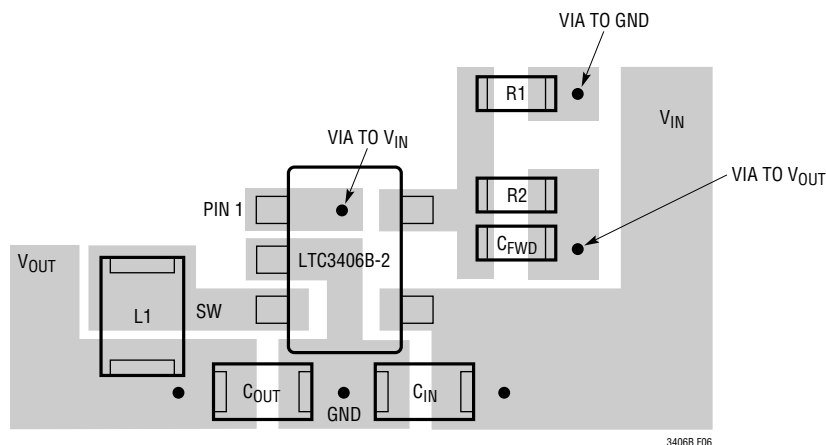 VIA TO GND
R1
VIN
VIA TO VIN
VIA TO VOUT
R2
PIN 1
CFWD
LTC3406B-2
VOUT
L1
SW
COUT
GND
CIN
3406B F06